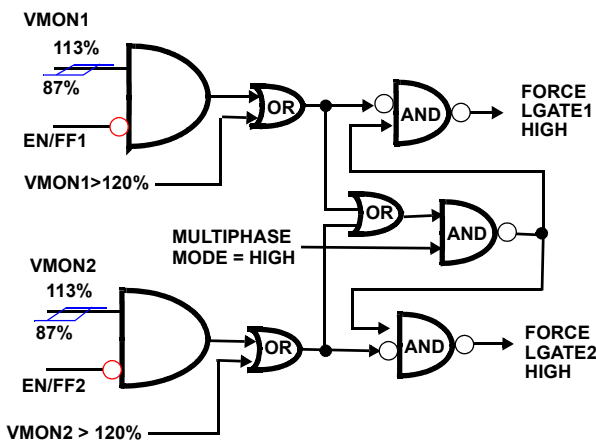 VMON1
113%
87%
EN/FF1
VMON1>120%
OR
AND
FORCE
LGATE1
HIGH
OR
AND
MULTIPHASE
MODE = HIGH
VMON2
113%
87%
EN/FF2
VMON2 > 120%
OR
AND
FORCE
LGATE2
HIGH